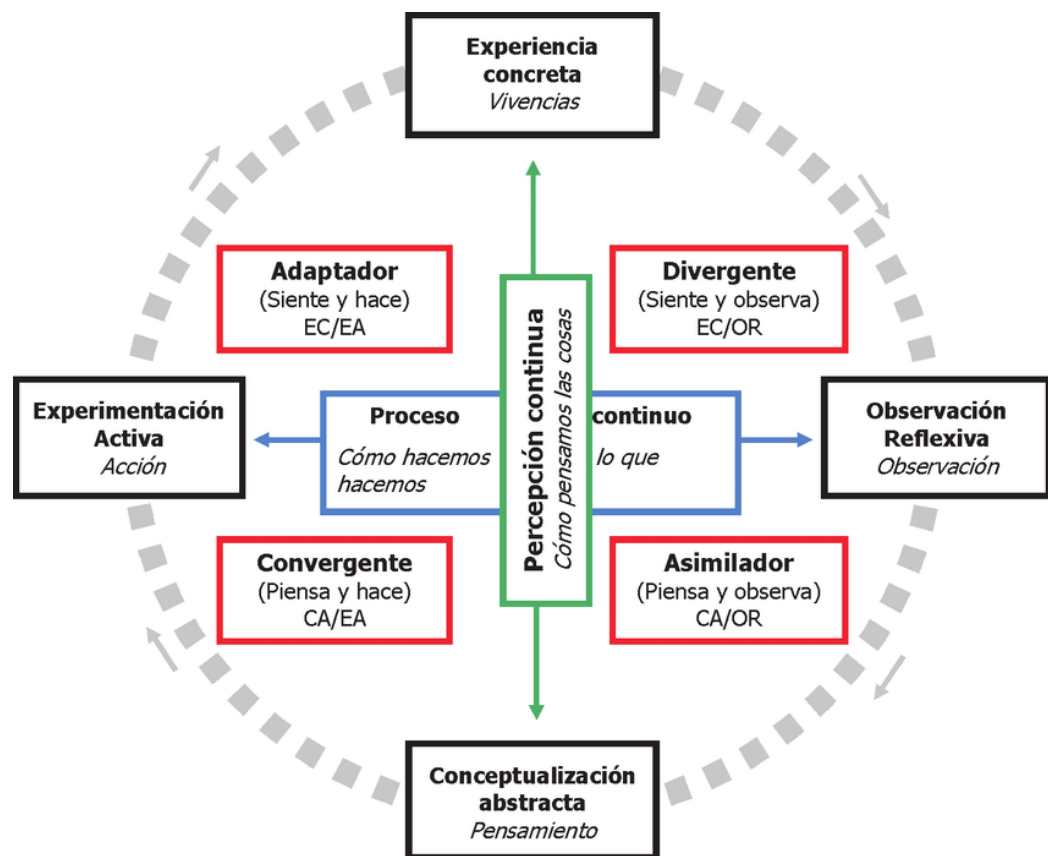 Experiencia
concreta
Vivencias
Adaptador
(Siente y hace)
EC/EA
Divergente
(Siente y observa)
EC/OR
Percepción continua
Cómo pensamos las cosas
Experimentación
Activa
Acción
Proceso continuo
Cómo hacemos lo que
hacemos
Observación
Reflexiva
Observación
Convergente
(Piensa y hace)
CA/EA
Asimilador
(Piensa y observa)
CA/OR
Conceptualización
abstracta
Pensamiento